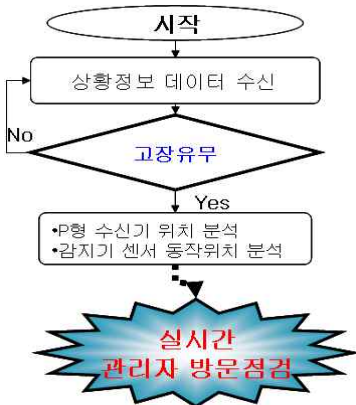 시작
상황정보 데이터 수신
No
고장유무
Yes
•P형 수신기 위치 분석
•감지기 센서 동작위치 분석
실시간
관리자 방문점검